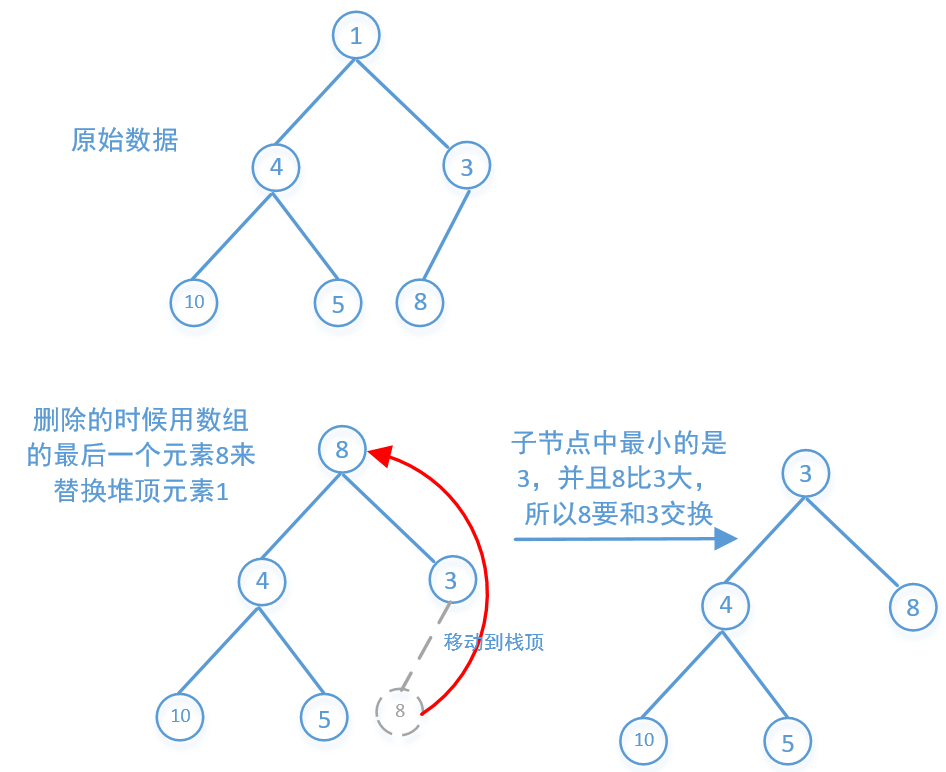 1
原始数据
4
3
10
5
8
删除的时候用数组
的最后一个元素8来
替换堆顶元素1
8
4
3
移动到栈顶
10
5
8
子节点中最小的是
3，并且8比3大，
所以8要和3交换
3
4
8
10
5